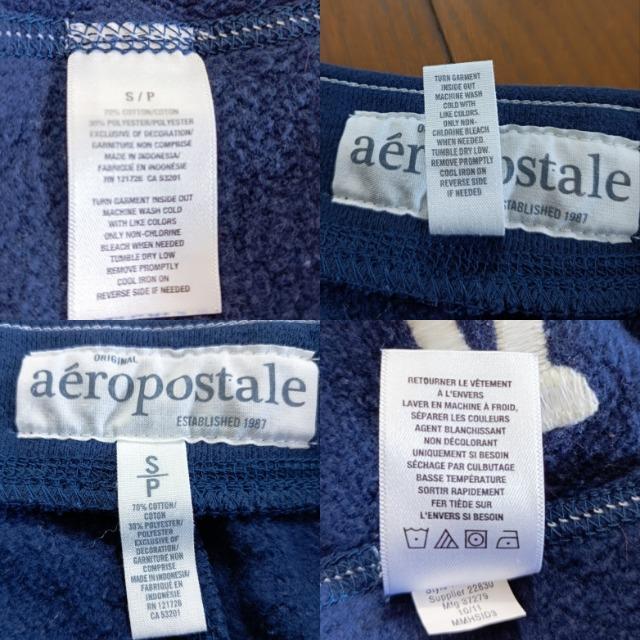 S/P
70% COTTON/COTON
30% POLYESTER/POLYESTER
EXCLUSIVE OF DECORATION/
GARNITURE NON COMPRISE
MADE IN INDONESIA/
FABRIQUÉ EN INDONÉSIE
RN 12172E CA 53201
TURN GARMENT INSIDE OUT
MACHINE WASH COLD
WITH LIKE COLORS
ONLY NON-CHLORINE
BLEACH WHEN NEEDED
TUMBLE DRY LOW
REMOVE PROMPTLY
COOL IRON ON
REVERSE SIDE IF NEEDED
TURN GARMENT
INSIDE OUT
MACHINE WASH
COLD WITH
LIKE COLORS.
ONLY NON
CHLORINE BLEACH
WHEN NEEDED
TUMBLE DRY LOW
REMOVE PROMPTLY
COOL IRON ON
REVERSE SIDE
IF NEEDED
aé postale
ESTABLISHED 1987
ORIGINAL
aéropostale
ESTABLISHED 1987
S/P
70% COTTON/
COTON
30% POLYESTER/
POLYESTER
EXCLUSIVE OF
DECORATION/
GARNITURE
NON COMPRISE
MADE IN INDONESIA/
FABRIQUÉ EN
INDONÉSIE
RN 121726
CA 53201
RETOURNER LE VÊTEMENT
À L'ENVERS
LAVER EN MACHINE À FROID,
SÉPARER LES COULEURS
AGENT BLANCHISSANT
NON DÉCOLORANT
UNIQUEMENT SI BESOIN
SÉCHAGE PAR CULBUTAGE
BASSE TEMPÉRATURE
SORTIR RAPIDEMENT
FER TIÈDE SUR
L'ENVERS SI BESOIN
Supplier 22830
Mfg 37279
10/11
MMHS103